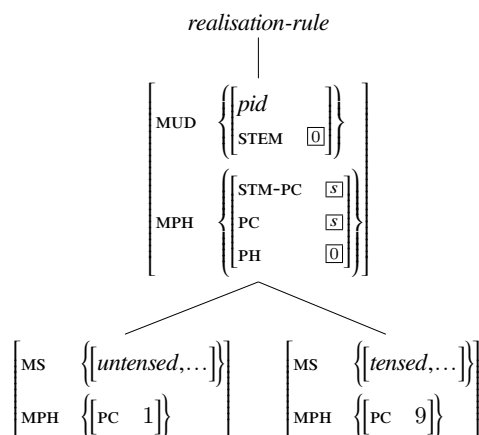 realisation-rule
MUD pid
STEM 0
STM-PC s
MPH PC s
PH 0
MS {[untensed,…]} MS {[tensed,…]}
MPH {[PC 1]} MPH {[PC 9]}